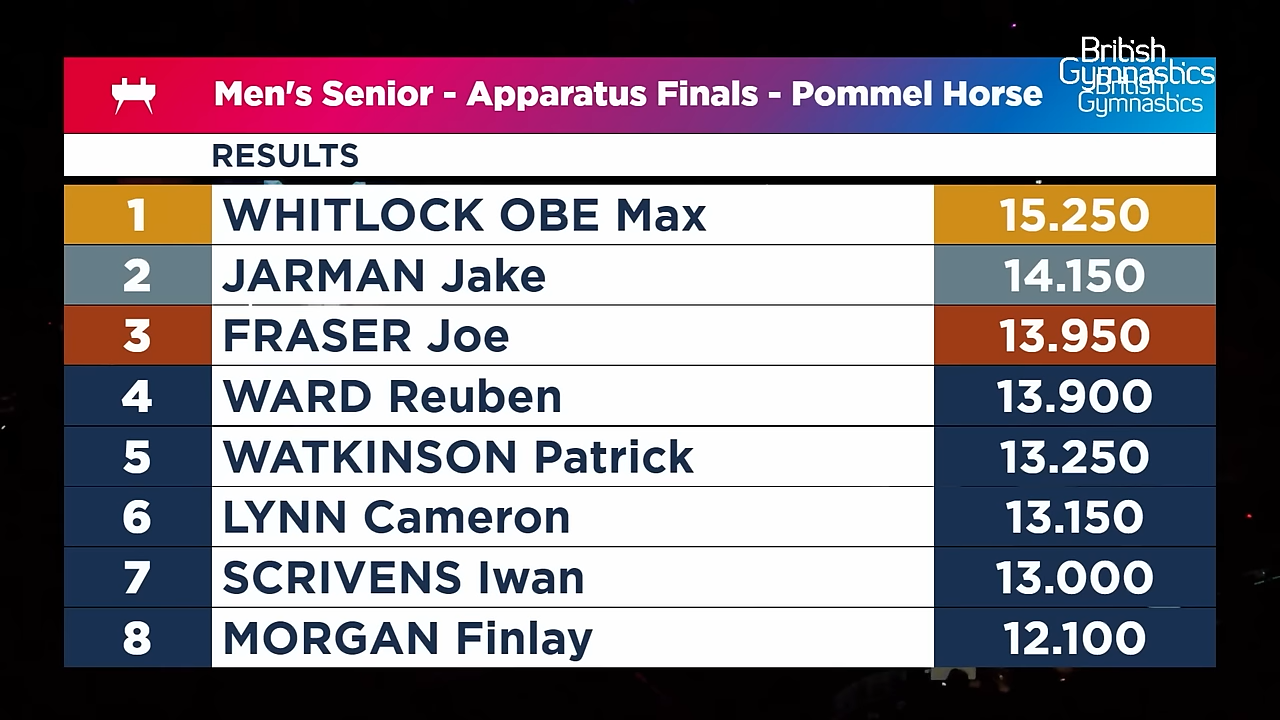 Men's Senior - Apparatus Finals - Pommel Horse
British
Gymnastics
British
Gymnastics
RESULTS
1 WHITLOCK OBE Max 15.250
2 JARMAN Jake 14.150
3 FRASER Joe 13.950
4 WARD Reuben 13.900
5 WATKINSON Patrick 13.250
6 LYNN Cameron 13.150
7 SCRIVENS Iwan 13.000
8 MORGAN Finlay 12.100